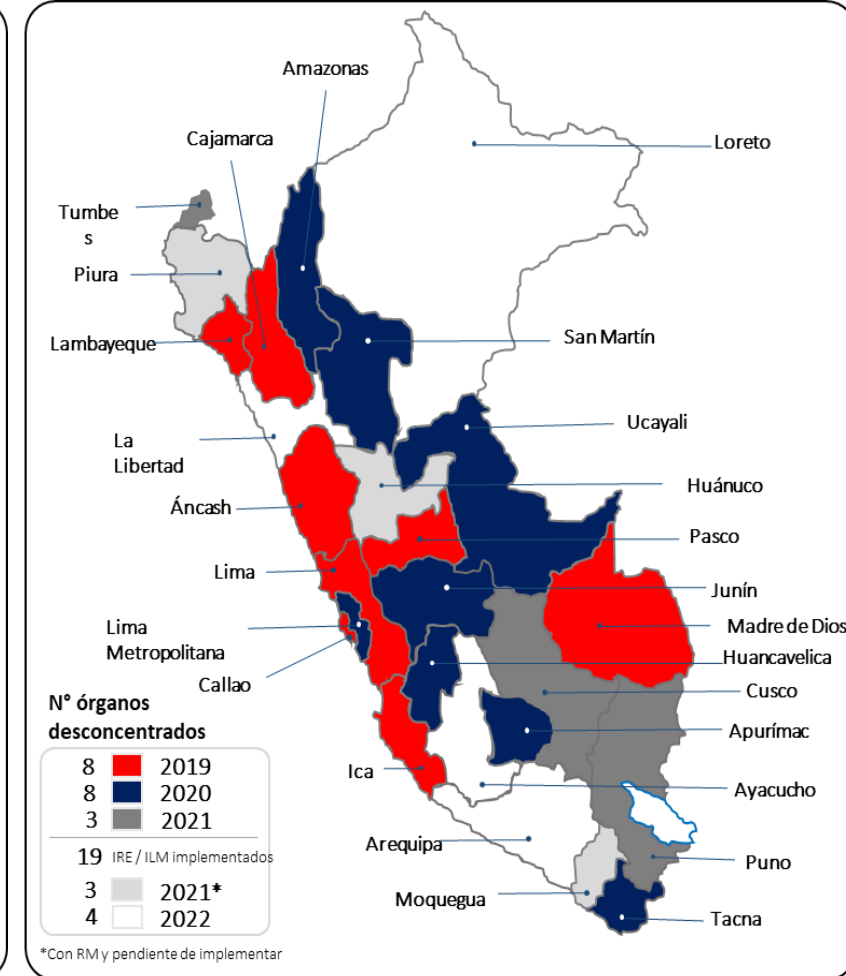 Amazonas
Cajamarca
Loreto
Tumbe
s
Piura
Lambayeque
San Martín
Ucayali
La
Libertad
Huánuco
Áncash
Pasco
Lima
Junín
Lima
Metropolitana
Madre de Dios
Huancavelica
Callao
Cusco
Apurímac
Ica
Ayacucho
Arequipa
Puno
Moquegua
Tacna
N° órganos
desconcentrados
8 2019
8 2020
3 2021
19 IRE / ILM implementados
3 2021*
4 2022
*Con RM y pendiente de implementar